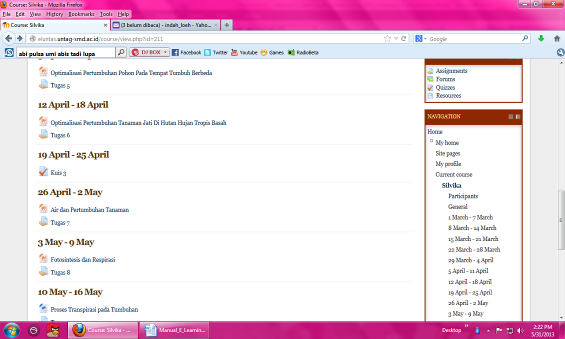 Course: Silvika - Mozilla Firefox
File Edit View History Bookmarks Tools Help
Course: Silvika
(3 belum dibaca) - indah_loeh - Yahoo...
eluntas.untag-smd.ac.id/course/view.php?id=211
Google
abi pulsa umi abis tadi lupa
DJ BOX
Facebook
Twitter
Youtube
Games
RadioBeta
Optimalisasi Pertumbuhan Pohon Pada Tempat Tumbuh Berbeda
Tugas 5
12 April - 18 April
Optimalisasi Pertumbuhan Tanaman Jati Di Hutan Hujan Tropis Basah
Tugas 6
19 April - 25 April
Kuis 3
26 April - 2 May
Air dan Pertumbuhan Tanaman
Tugas 7
3 May - 9 May
Fotosintesis dan Respirasi
Tugas 8
10 May - 16 May
Proses Transpirasi pada Tumbuhan
Assignments
Forums
Quizzes
Resources
NAVIGATION
Home
My home
Site pages
My profile
Current course
Silvika
Participants
General
1 March - 7 March
8 March - 14 March
15 March - 21 March
22 March - 28 March
29 March - 4 April
5 April - 11 April
12 April - 18 April
19 April - 25 April
26 April - 2 May
3 May - 9 May
Course: Silvika - ...
Manual_E_Learnin...
Desktop
2:22 PM
5/31/2013